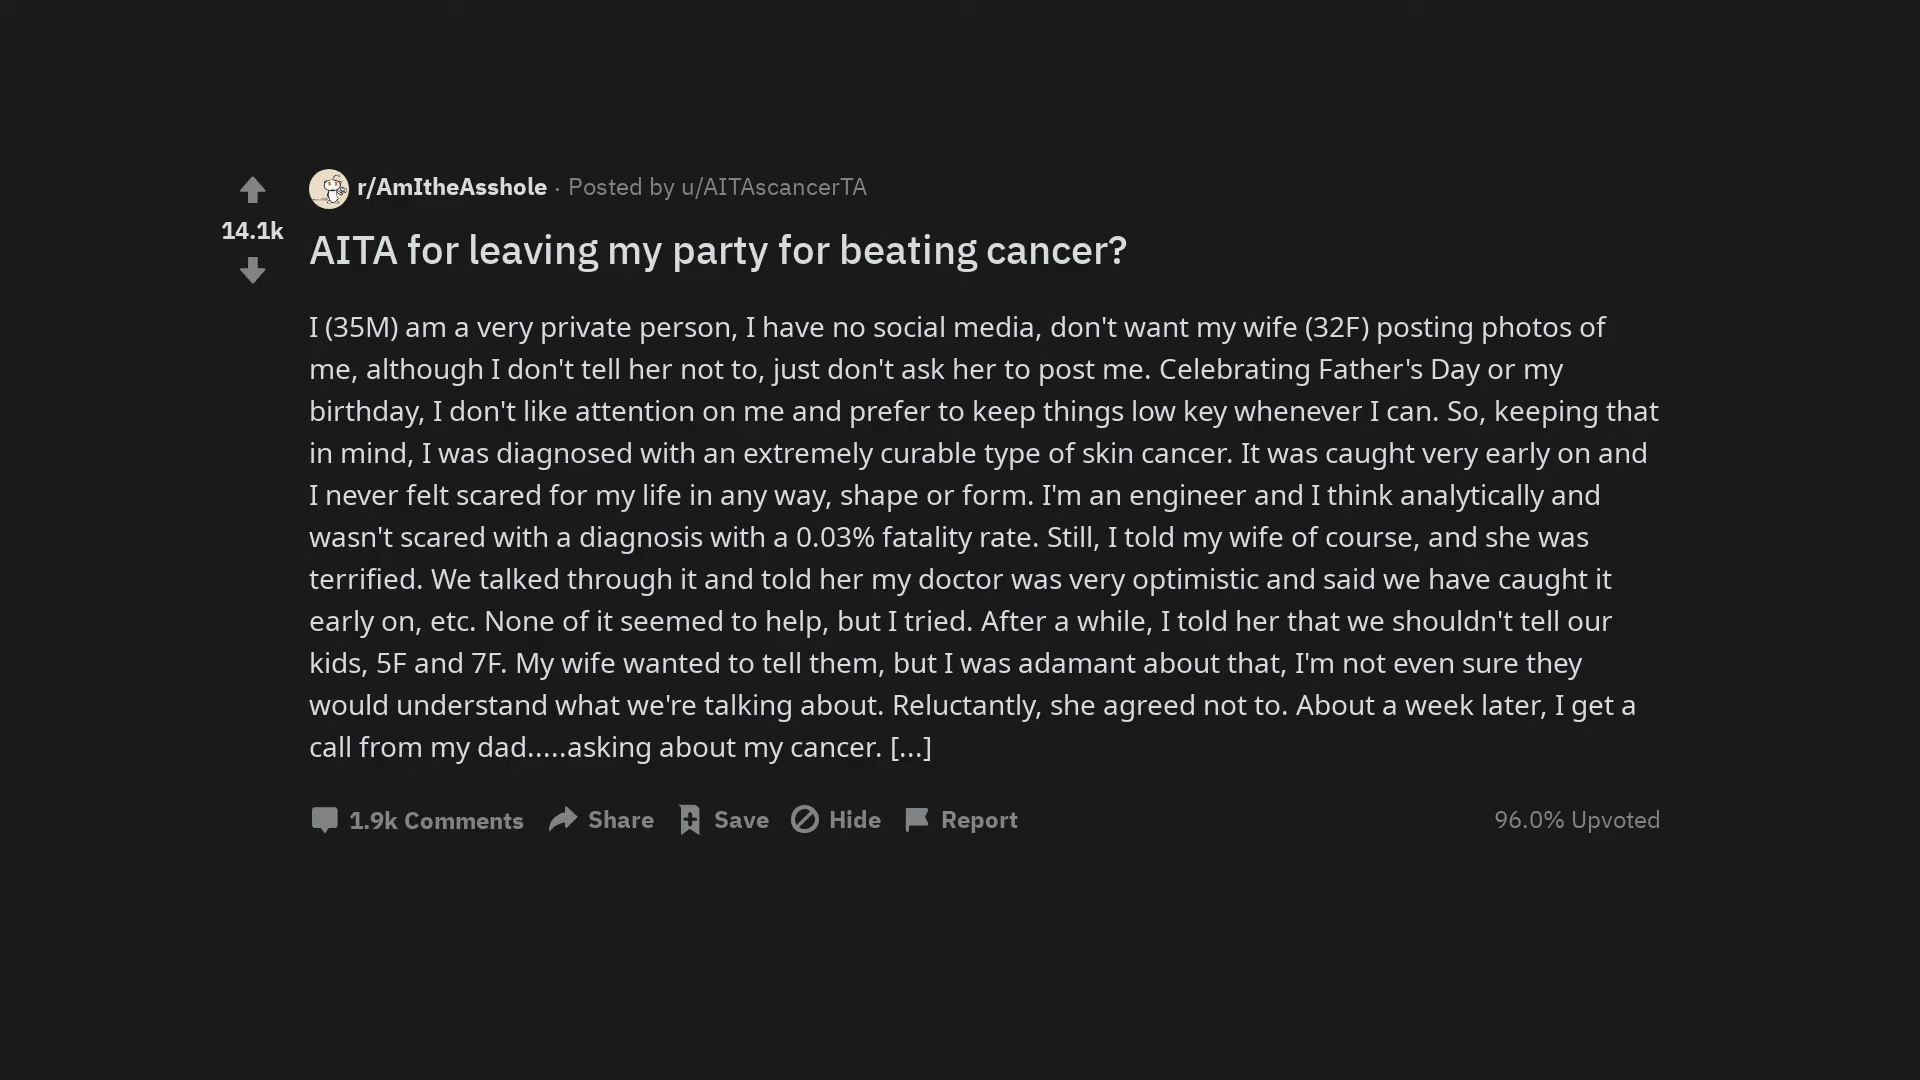 r/AmItheAsshole · Posted by u/AITAscancerTA
14.1k
AITA for leaving my party for beating cancer?
I (35M) am a very private person, I have no social media, don't want my wife (32F) posting photos of
me, although I don't tell her not to, just don't ask her to post me. Celebrating Father's Day or my
birthday, I don't like attention on me and prefer to keep things low key whenever I can. So, keeping that
in mind, I was diagnosed with an extremely curable type of skin cancer. It was caught very early on and
I never felt scared for my life in any way, shape or form. I'm an engineer and I think analytically and
wasn't scared with a diagnosis with a 0.03% fatality rate. Still, I told my wife of course, and she was
terrified. We talked through it and told her my doctor was very optimistic and said we have caught it
early on, etc. None of it seemed to help, but I tried. After a while, I told her that we shouldn't tell our
kids, 5F and 7F. My wife wanted to tell them, but I was adamant about that, I'm not even sure they
would understand what we're talking about. Reluctantly, she agreed not to. About a week later, I get a
call from my dad.....asking about my cancer. [...]
1.9k Comments Share Save Hide Report 96.0% Upvoted